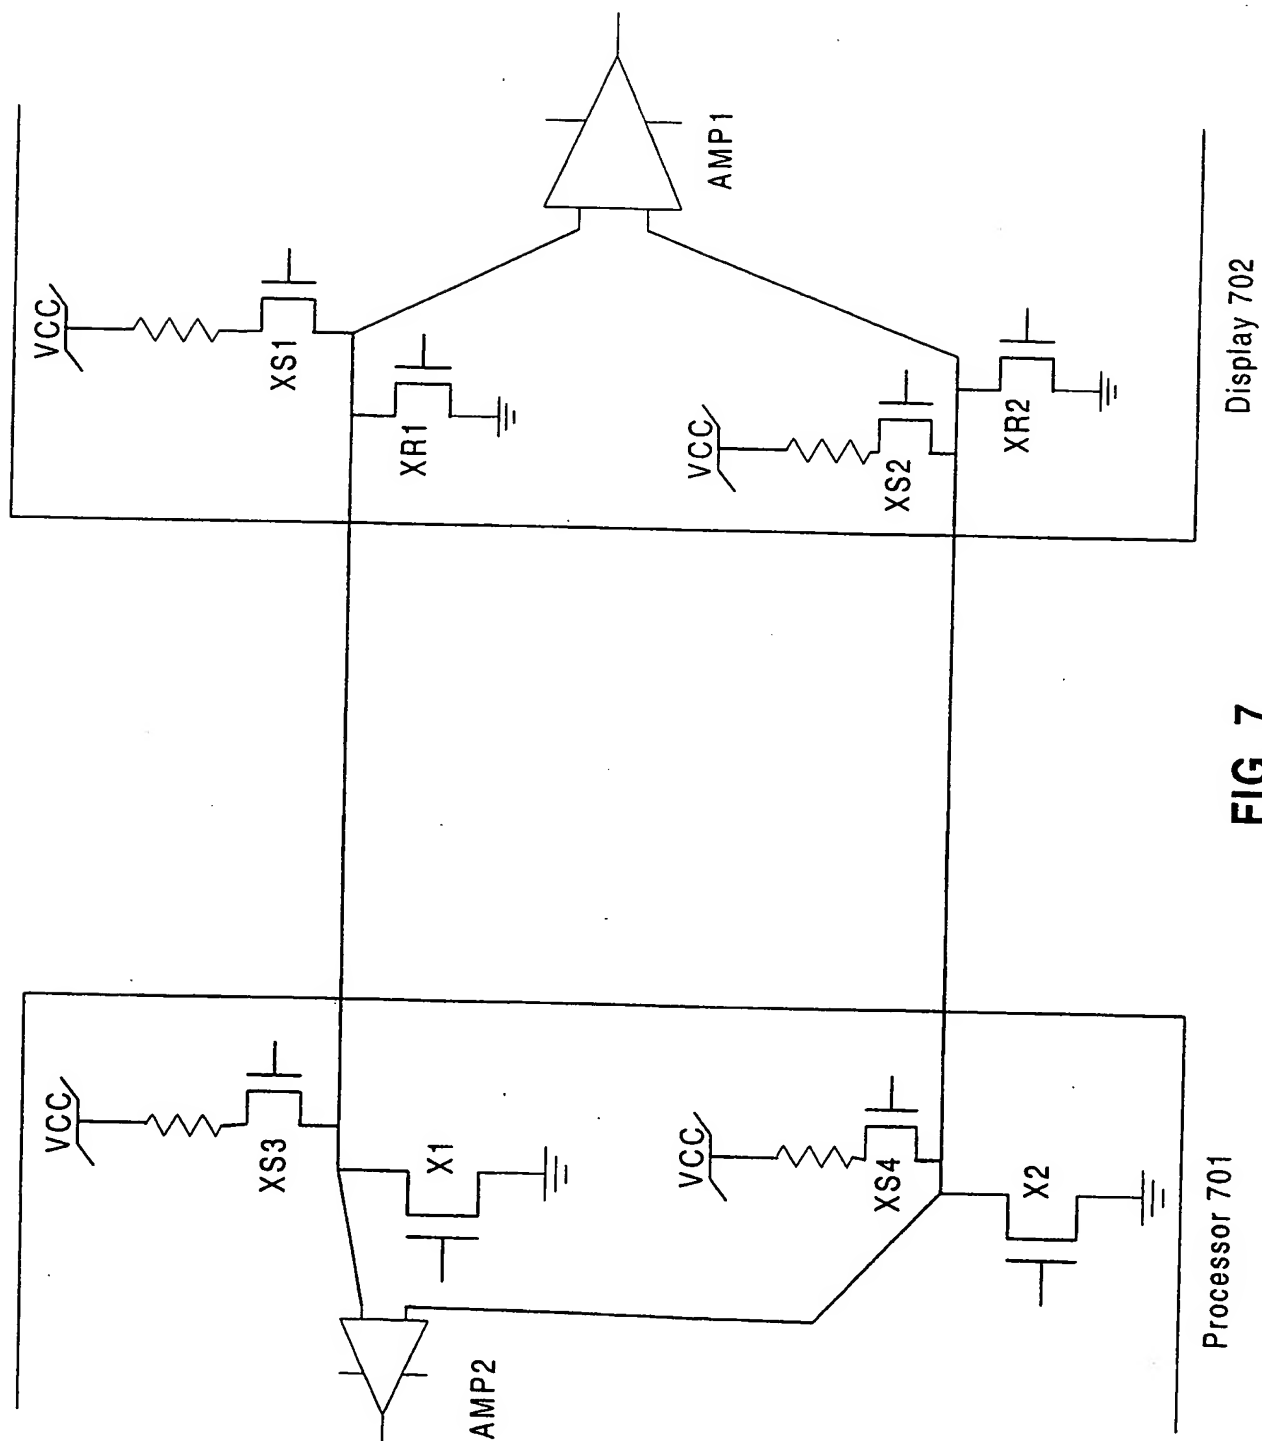 VCC
XS3
X1
AMP2
VCC
XS4
X2
Processor 701
VCC
XS1
XR1
AMP1
VCC
XS2
XR2
Display 702
FIG 7